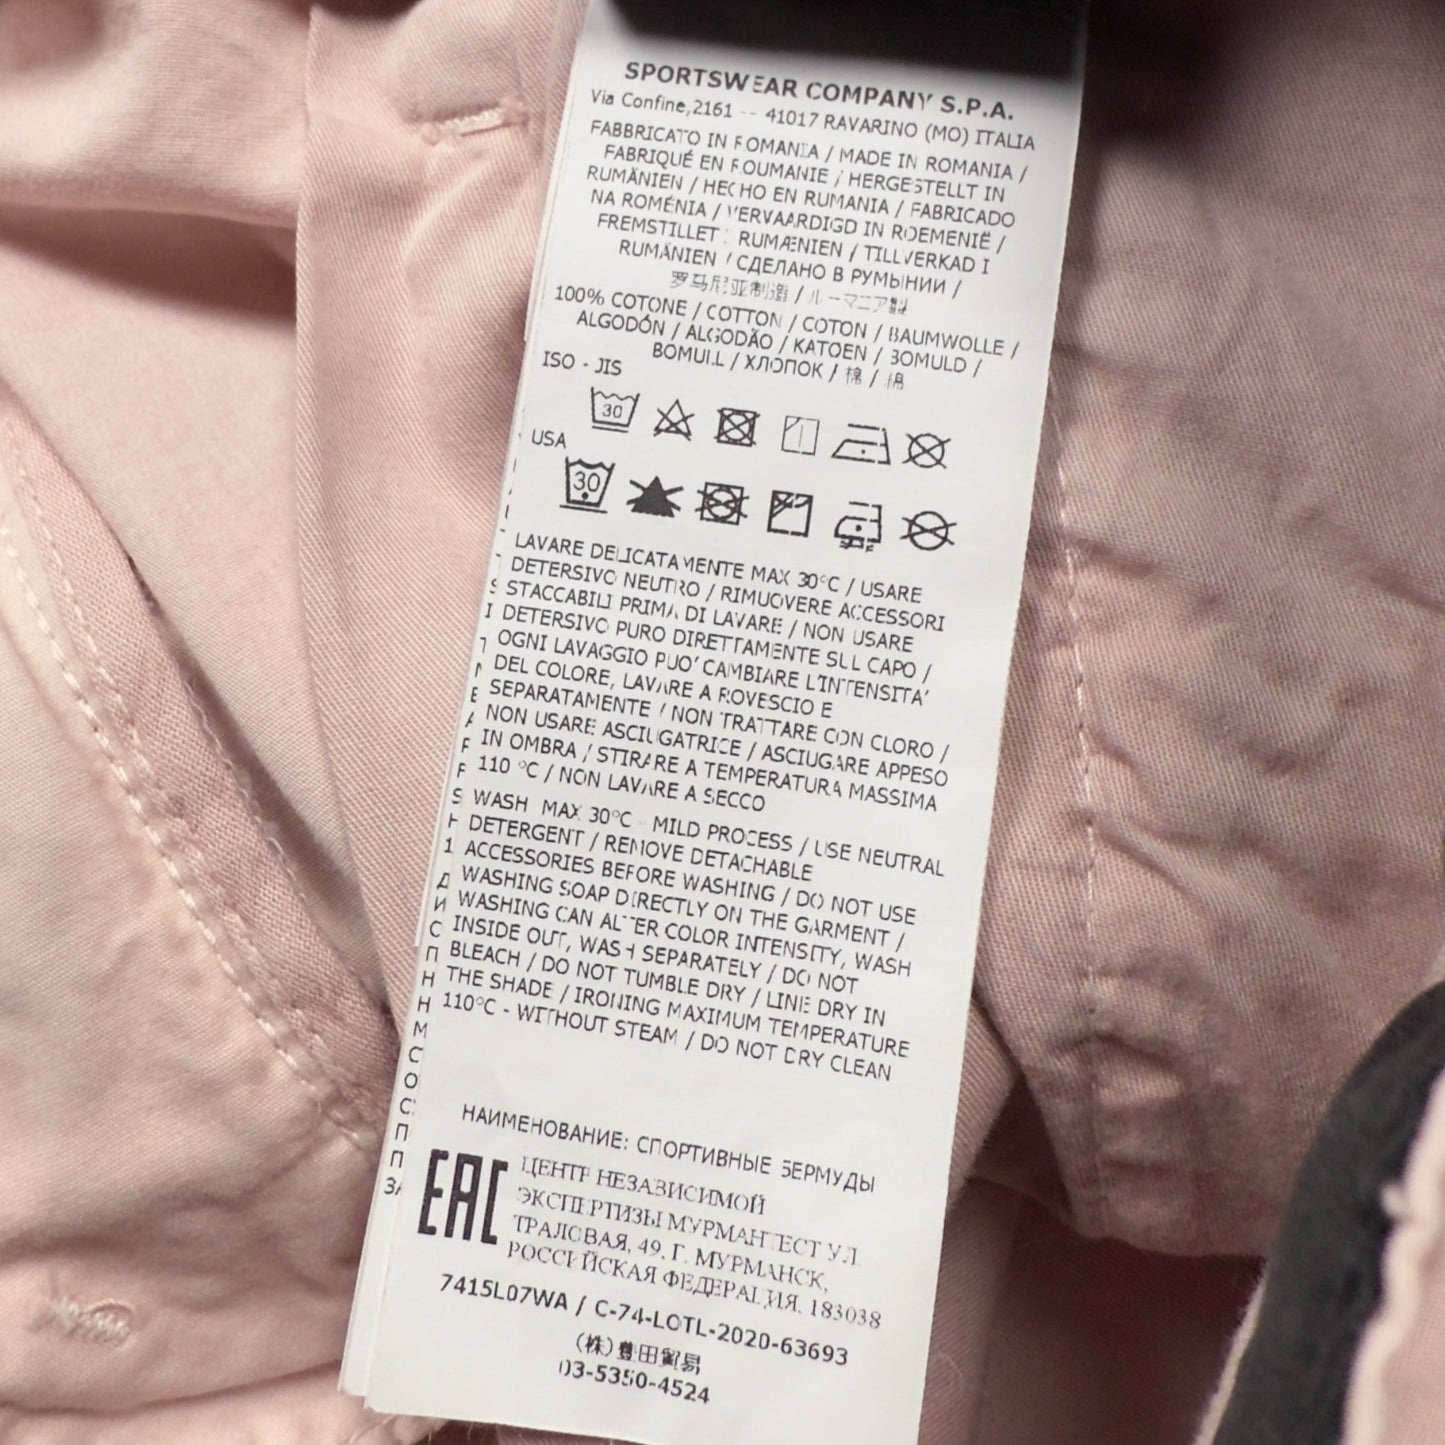 SPORTSWEAR COMPANY S.P.A.
Via Confine,2161 -- 41017 RAVARINO (MO) ITALIA
FABBRICATO IN ROMANIA / MADE IN ROMANIA /
FABRIQUÉ EN ROUMANIE / HERGESTELLT IN
RUMÄNIEN / HECHO EN RUMANIA / FABRICADO
NA ROMÉNIA / VERVAARDIGD IN ROEMENIË /
FREMSTILLET I RUMÆNIEN / TILLVERKAD I
RUMÄNIEN / СДЕЛАНО В РУМЫНИИ /
罗马尼亚制造 / ルーマニア製
100% COTONE / COTTON / COTON / BAUMWOLLE /
ALGODÓN / ALGODÃO / KATOEN / BOMULD /
BOMULL / ХЛОПОК / 棉 / 綿
ISO - JIS
30
USA
30
LAVARE DELICATAMENTE MAX 30°C / USARE
DETERSIVO NEUTRO / RIMUOVERE ACCESSORI
STACCABILI PRIMA DI LAVARE / NON USARE
DETERSIVO PURO DIRETTAMENTE SUL CAPO /
OGNI LAVAGGIO PUO' CAMBIARE L'INTENSITA'
DEL COLORE, LAVARE A ROVESCIO E
SEPARATAMENTE / NON TRATTARE CON CLORO /
NON USARE ASCIUGATRICE / ASCIUGARE APPESO
IN OMBRA / STIRARE A TEMPERATURA MASSIMA
110 °C / NON LAVARE A SECCO
WASH MAX 30°C - MILD PROCESS / USE NEUTRAL
DETERGENT / REMOVE DETACHABLE
ACCESSORIES BEFORE WASHING / DO NOT USE
WASHING SOAP DIRECTLY ON THE GARMENT /
WASHING CAN ALTER COLOR INTENSITY, WASH
INSIDE OUT, WASH SEPARATELY / DO NOT
BLEACH / DO NOT TUMBLE DRY / LINE DRY IN
THE SHADE / IRONING MAXIMUM TEMPERATURE
110°C - WITHOUT STEAM / DO NOT DRY CLEAN
НАИМЕНОВАНИЕ: СПОРТИВНЫЕ БЕРМУДЫ
EAC
ЦЕНТР НЕЗАВИСИМОЙ
ЭКСПЕРТИЗЫ МУРМАНТЕСТ УЛ.
ТРАЛОВАЯ, 49, Г. МУРМАНСК,
РОССИЙСКАЯ ФЕДЕРАЦИЯ, 183038
7415L07WA / C-74-LOTL-2020-63693
(株)豊田貿易
03-5350-4524